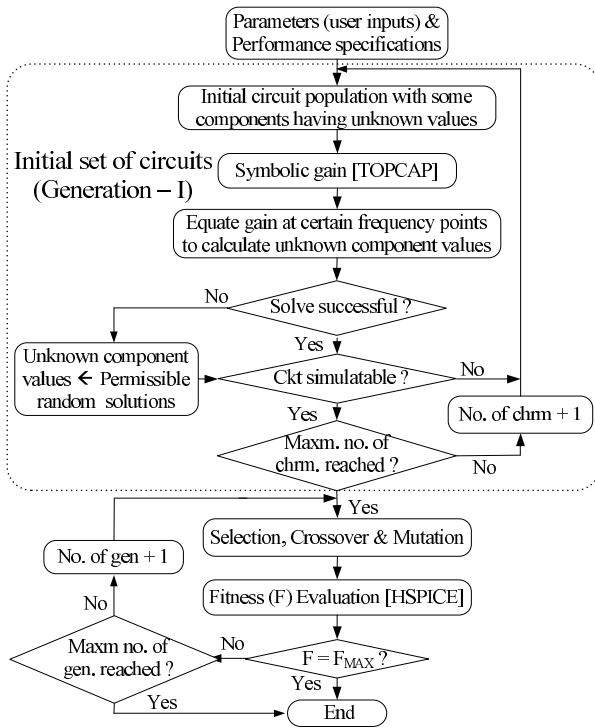 Parameters (user inputs) &
Performance specifications
Initial circuit population with some
components having unknown values
Initial set of circuits
(Generation – I)
Symbolic gain [TOPCAP]
Equate gain at certain frequency points
to calculate unknown component values
No
Solve successful ?
Yes
Unknown component
values ← Permissible
random solutions
Ckt simulatable ?
No
Yes
No. of chrm + 1
Maxm. no. of
chrm. reached ?
No
Yes
Selection, Crossover & Mutation
No. of gen + 1
Fitness (F) Evaluation [HSPICE]
No
Maxm no. of
gen. reached ?
No
F = FMAX ?
Yes
Yes
End